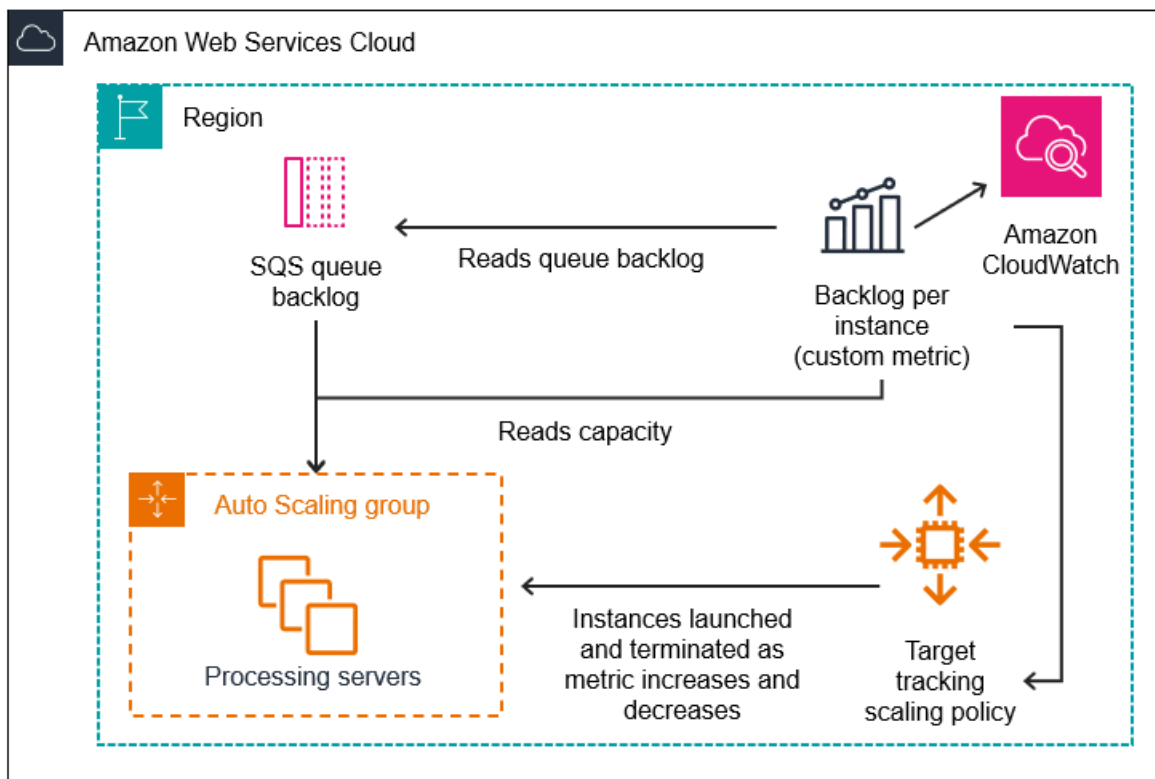 Amazon Web Services Cloud
Region
SQS queue
backlog
Reads queue backlog
Backlog per
instance
(custom metric)
Amazon
CloudWatch
Reads capacity
Auto Scaling group
Processing servers
Instances launched
and terminated as
metric increases and
decreases
Target
tracking
scaling policy